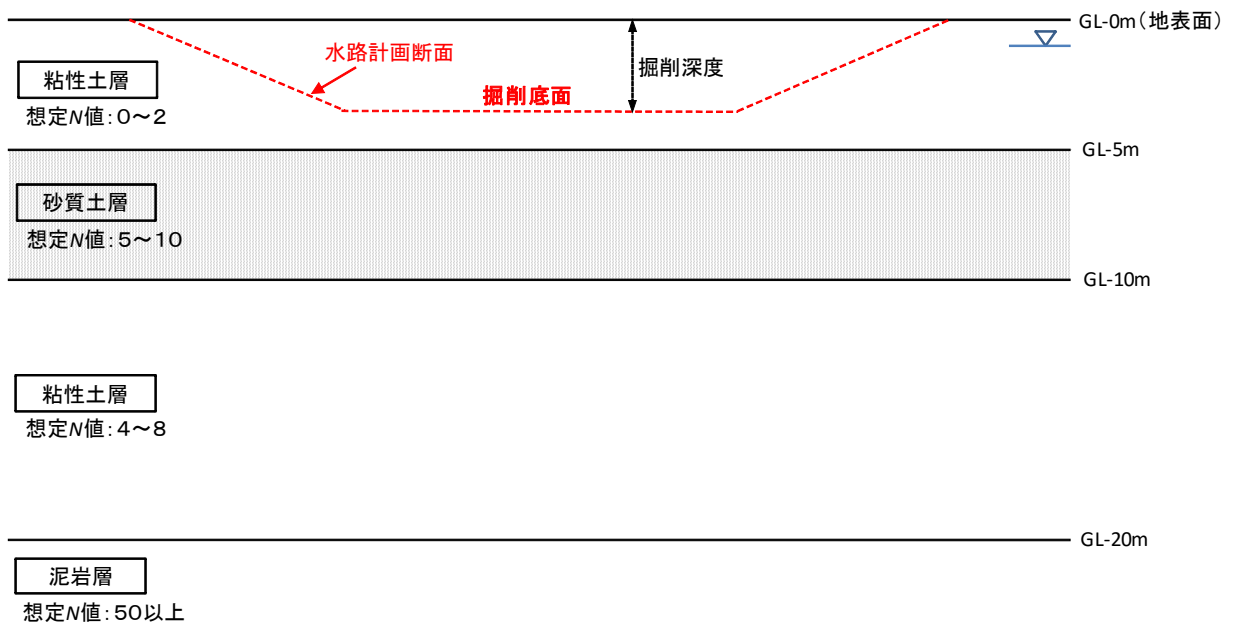 GL-0m（地表面）
水路計画断面
掘削深度
粘性土層
掘削底面
想定N値：０～２
GL-5m
砂質土層
想定N値：５～１０
GL-10m
粘性土層
想定N値：４～８
GL-20m
泥岩層
想定N値：50以上